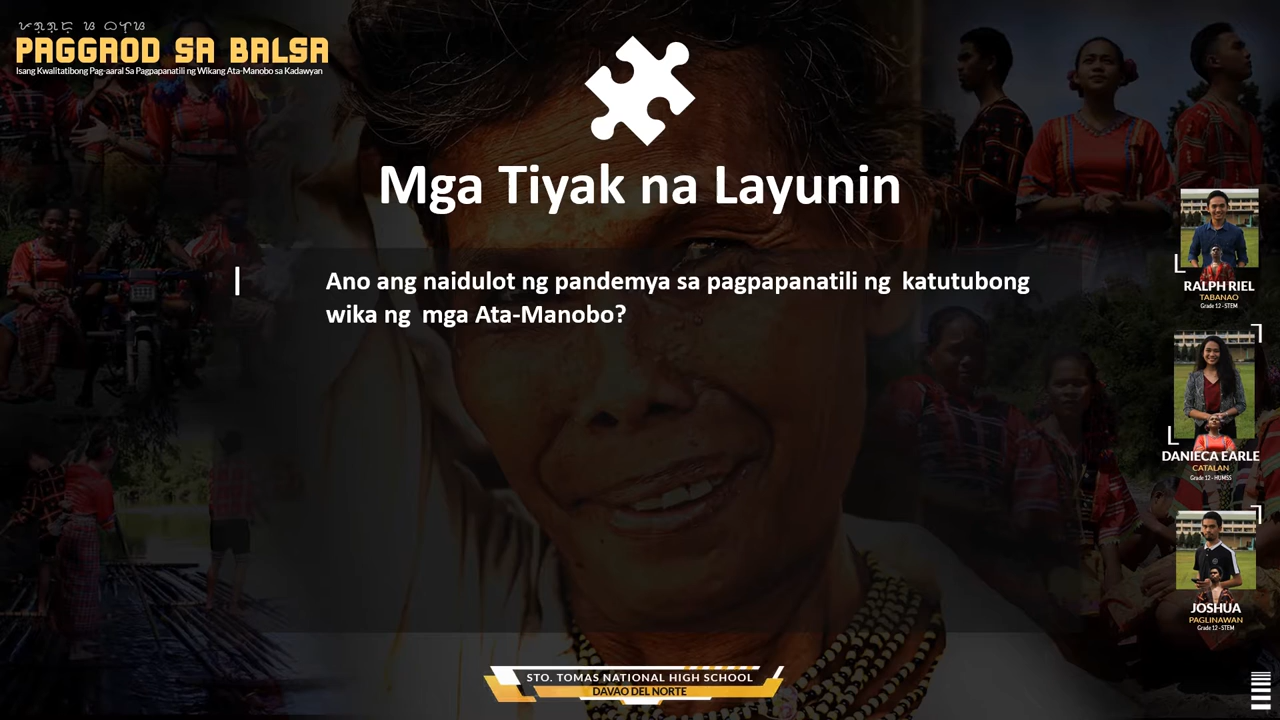 ᜉᜄ᜔ᜄᜂᜇ᜔ ᜐ ᜊᜎ᜔ᜐ
PAGGAOD SA BALSA
Isang Kwalitatibong Pag-aaral Sa Pagpapanatili ng Wikang Ata-Manobo sa Kadawyan
Mga Tiyak na Layunin
Ano ang naidulot ng pandemya sa pagpapanatili ng katutubong
wika ng mga Ata-Manobo?
RALPH RIEL
TABANAO
Grade 12 - STEM
DANIECA EARLE
CATALAN
Grade 12 - HUMSS
JOSHUA
PAGLINAWAN
Grade 12 - STEM
STO. TOMAS NATIONAL HIGH SCHOOL
DAVAO DEL NORTE